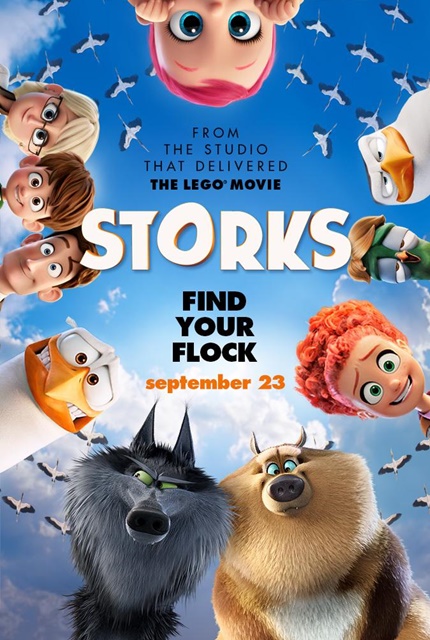 FROM
THE STUDIO
THAT DELIVERED
THE LEGO® MOVIE
STORKS
FIND
YOUR
FLOCK
september 23